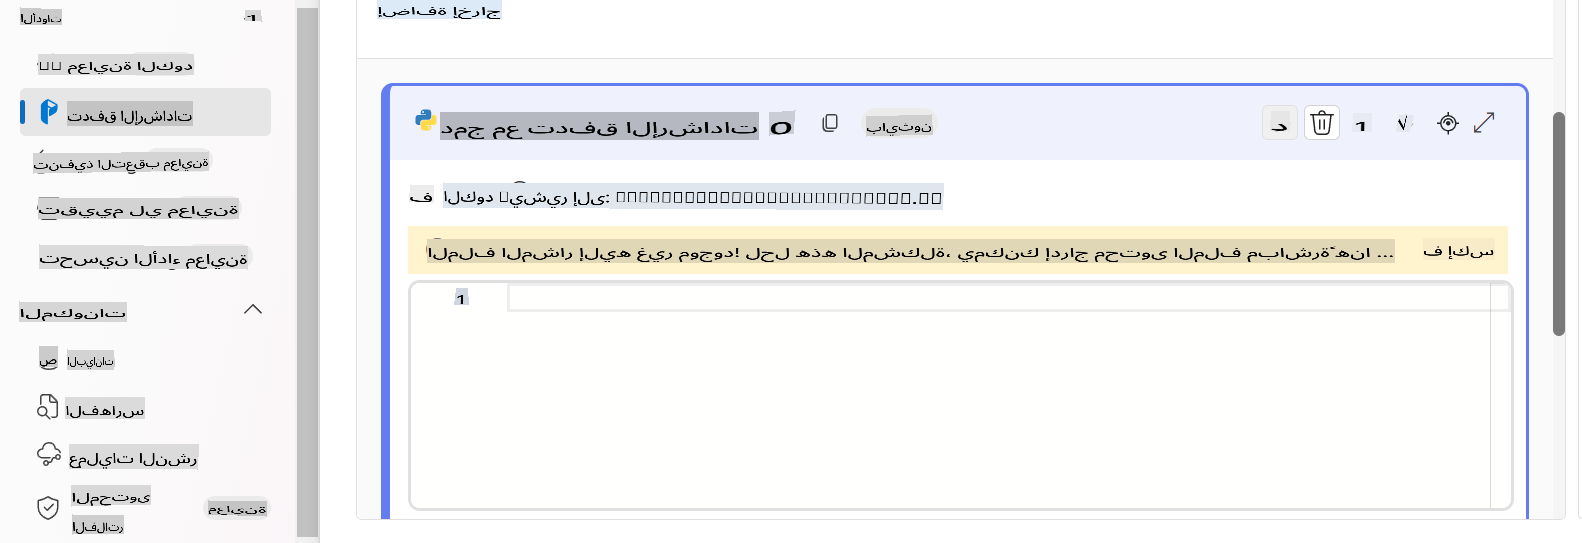 الأدوات
معاينة الكود
تدفق الإرشادات
تنفيذ التعقب معاينة
تقييم لي معاينة
تحسين الأداء معاينة
المكونات
ص البيانات
الفهارس
عمليات النشر
المحتوى
الفلاتر
معاينة
إضافة إخراج
دمج مع تدفق الإرشادات
بايثون
د
1
√
ف الكود يشير إلى:
الملف المشار إليه غير موجود! لحل هذه المشكلة، يمكنك إدراج محتوى الملف مباشرة هنا ...
ف إكس
1